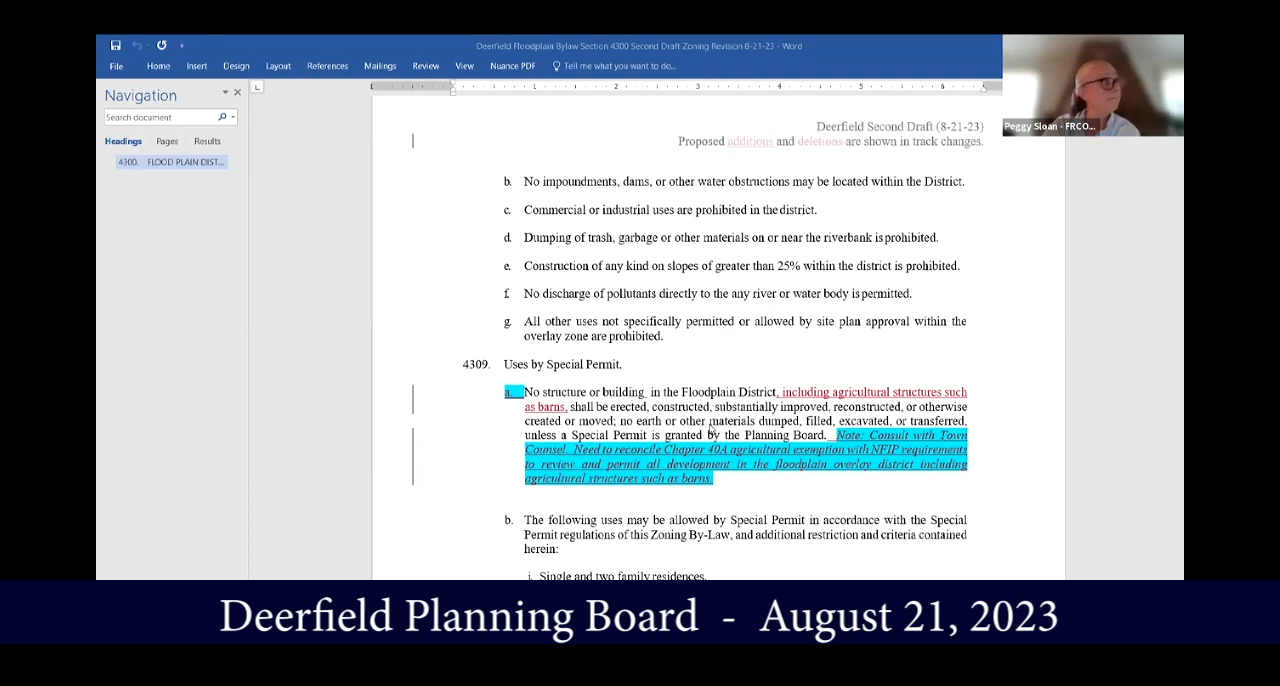 Deerfield Floodplain Bylaw Section 4300 Second Draft Zoning Revision 8-21-23 - Word
File Home Insert Design Layout References Mailings Review View Nuance PDF Tell me what you want to do...
Navigation
Search document
Headings Pages Results
4300. FLOOD PLAIN DIST...
1 1 2 3 4 5 6
Peggy Sloan - FRCO...
Deerfield Second Draft (8-21-23)
Proposed additions and deletions are shown in track changes.
b. No impoundments, dams, or other water obstructions may be located within the District.
c. Commercial or industrial uses are prohibited in the district.
d. Dumping of trash, garbage or other materials on or near the riverbank is prohibited.
e. Construction of any kind on slopes of greater than 25% within the district is prohibited.
f. No discharge of pollutants directly to the any river or water body is permitted.
g. All other uses not specifically permitted or allowed by site plan approval within the
overlay zone are prohibited.
4309. Uses by Special Permit.
a. No structure or building in the Floodplain District, including agricultural structures such
as barns, shall be erected, constructed, substantially improved, reconstructed, or otherwise
created or moved; no earth or other materials dumped, filled, excavated, or transferred,
unless a Special Permit is granted by the Planning Board. Note: Consult with Town
Counsel. Need to reconcile Chapter 40A agricultural exemption with NFIP requirements
to review and permit all development in the floodplain overlay district including
agricultural structures such as barns.
b. The following uses may be allowed by Special Permit in accordance with the Special
Permit regulations of this Zoning By-Law, and additional restriction and criteria contained
herein:
i. Single and two family residences.
Deerfield Planning Board - August 21, 2023